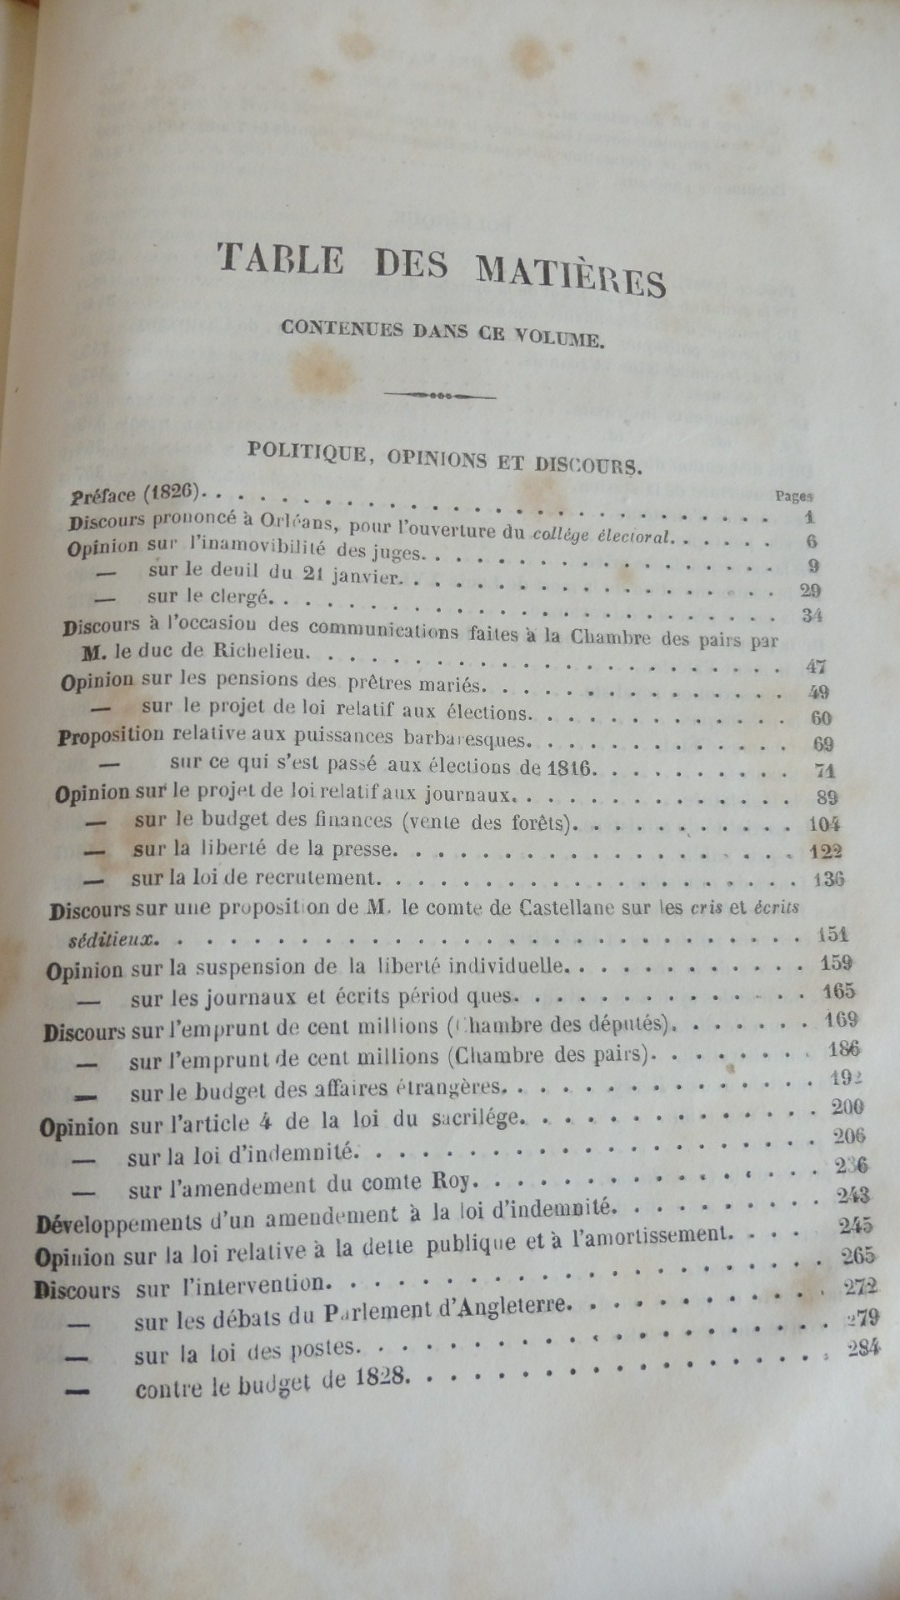 TABLE DES MATIÈRES
CONTENUES DANS CE VOLUME.
POLITIQUE, OPINIONS ET DISCOURS.
Pages
Préface (1826). . . . . . . . . . . . . . . . . . . . 1
Discours prononcé à Orléans, pour l'ouverture du collége électoral. . . . . . 6
Opinion sur l'inamovibilité des juges. . . . . . . . . . . . . . 9
— sur le deuil du 21 janvier. . . . . . . . . . . . . . . 29
— sur le clergé. . . . . . . . . . . . . . . . . . . 34
Discours à l'occasion des communications faites à la Chambre des pairs par
M. le duc de Richelieu. . . . . . . . . . . . . . . . . . 47
Opinion sur les pensions des prêtres mariés. . . . . . . . . . . . 49
— sur le projet de loi relatif aux élections. . . . . . . . . . . 60
Proposition relative aux puissances barbaresques. . . . . . . . . . . 69
— sur ce qui s'est passé aux élections de 1816. . . . . . . . . 71
Opinion sur le projet de loi relatif aux journaux. . . . . . . . . . . 89
— sur le budget des finances (vente des forêts). . . . . . . . . . 104
— sur la liberté de la presse. . . . . . . . . . . . . . . . 122
— sur la loi de recrutement. . . . . . . . . . . . . . . . 136
Discours sur une proposition de M. le comte de Castellane sur les cris et écrits
séditieux. . . . . . . . . . . . . . . . . . . . . . . 151
Opinion sur la suspension de la liberté individuelle. . . . . . . . . . 159
— sur les journaux et écrits périod ques. . . . . . . . . . . . 165
Discours sur l'emprunt de cent millions (Chambre des députés). . . . . . . 169
— sur l'emprunt de cent millions (Chambre des pairs). . . . . . . . 186
— sur le budget des affaires étrangères. . . . . . . . . . . . . 192
Opinion sur l'article 4 de la loi du sacrilége. . . . . . . . . . . . 200
— sur la loi d'indemnité. . . . . . . . . . . . . . . . . 206
— sur l'amendement du comte Roy. . . . . . . . . . . . . . 236
Développements d'un amendement à la loi d'indemnité. . . . . . . . . 243
Opinion sur la loi relative à la dette publique et à l'amortissement. . . . 245
Discours sur l'intervention. . . . . . . . . . . . . . . . . . 265
— sur les débats du Parlement d'Angleterre. . . . . . . . . . . 272
— sur la loi des postes. . . . . . . . . . . . . . . . . . 279
— contre le budget de 1828. . . . . . . . . . . . . . . . . 284